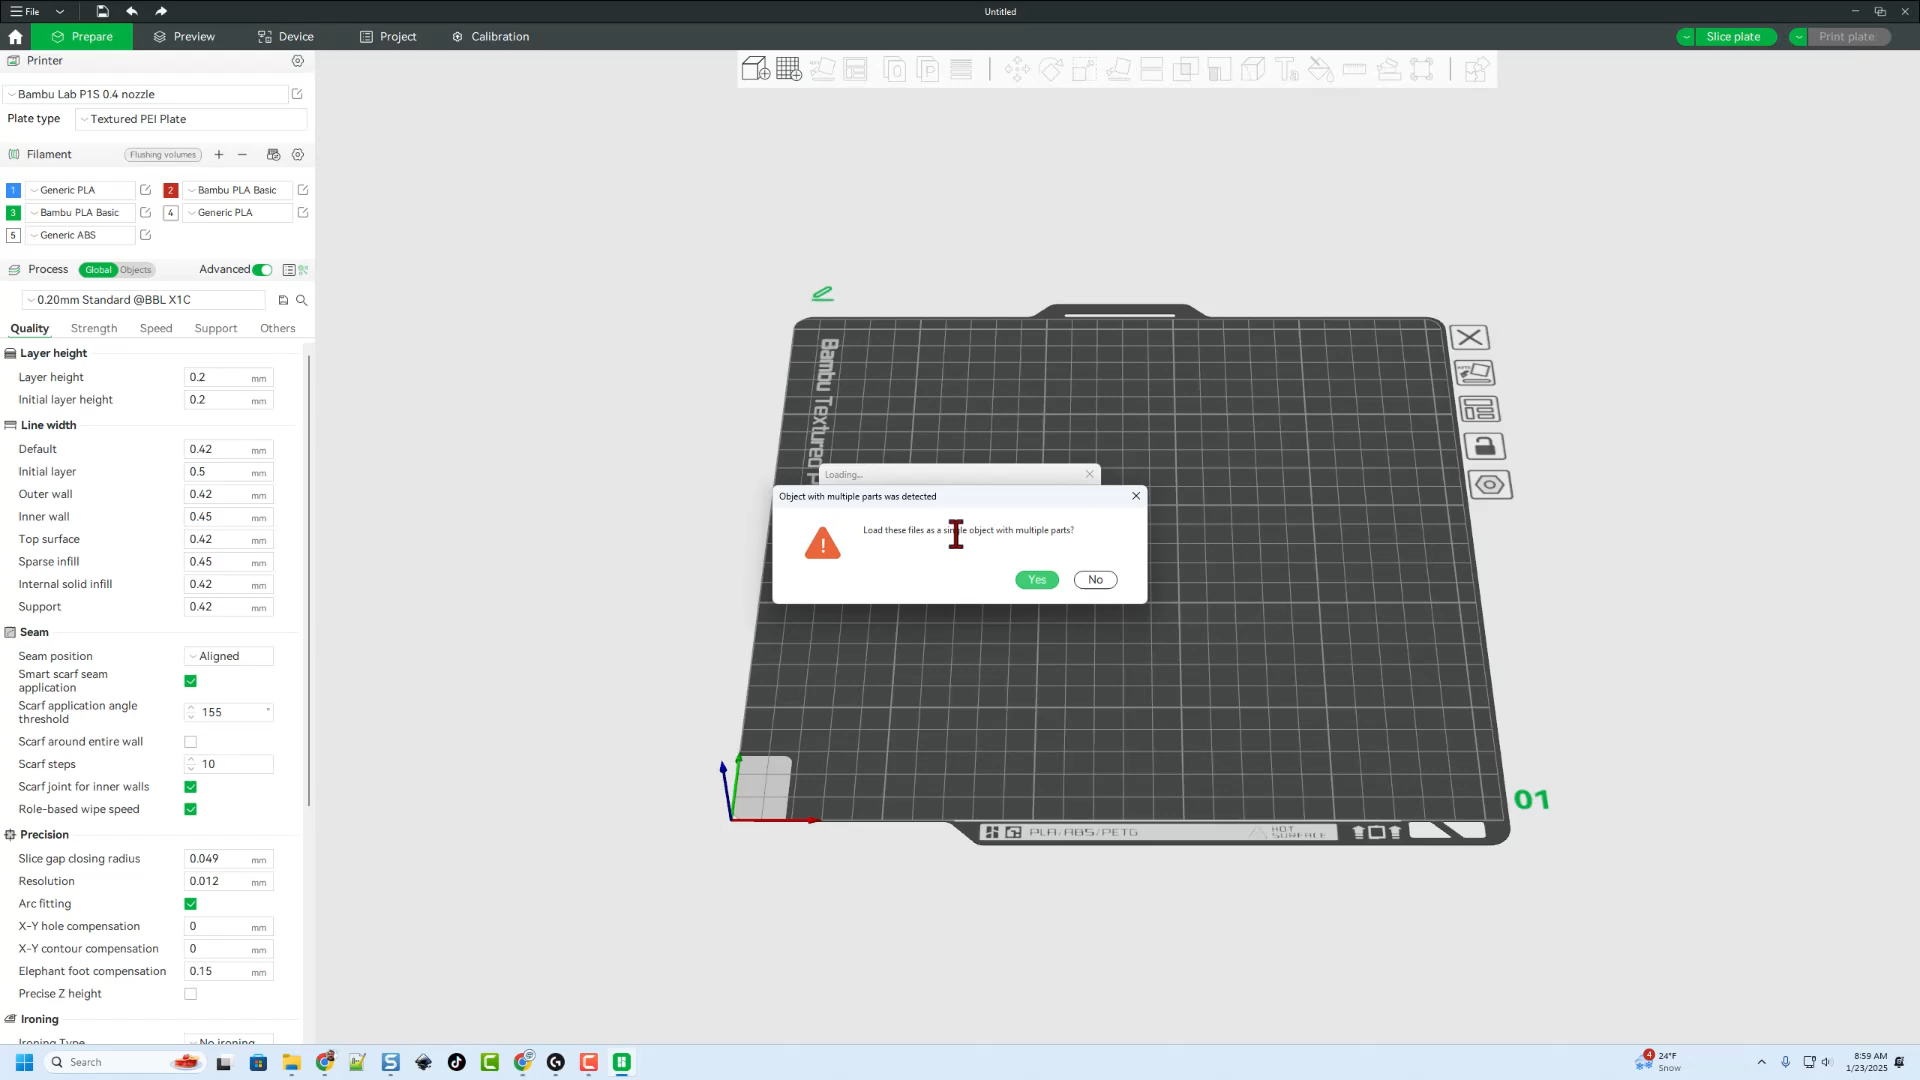 File
Untitled
Prepare
Preview
Device
Project
Calibration
Slice plate
Print plate
Printer
Bambu Lab P1S 0.4 nozzle
Plate type
Textured PEI Plate
Filament
Flushing volumes
1 Generic PLA
2 Bambu PLA Basic
3 Bambu PLA Basic
4 Generic PLA
5 Generic ABS
Process
Global
Objects
Advanced
0.20mm Standard @BBL X1C
Quality
Strength
Speed
Support
Others
Layer height
Layer height 0.2 mm
Initial layer height 0.2 mm
Line width
Default 0.42 mm
Initial layer 0.5 mm
Outer wall 0.42 mm
Inner wall 0.45 mm
Top surface 0.42 mm
Sparse infill 0.45 mm
Internal solid infill 0.42 mm
Support 0.42 mm
Seam
Seam position Aligned
Smart scarf seam
application
Scarf application angle
threshold
155 °
Scarf around entire wall
Scarf steps 10
Scarf joint for inner walls
Role-based wipe speed
Precision
Slice gap closing radius 0.049 mm
Resolution 0.012 mm
Arc fitting
X-Y hole compensation 0 mm
X-Y contour compensation 0 mm
Elephant foot compensation 0.15 mm
Precise Z height
Ironing
Ironing Type No ironing
Bambu Textured
Loading...
Object with multiple parts was detected
Load these files as a single object with multiple parts?
Yes
No
01
PLA/ABS/PETG
HOT
SURFACE
Search
4
24°F
Snow
8:59 AM
1/23/2025